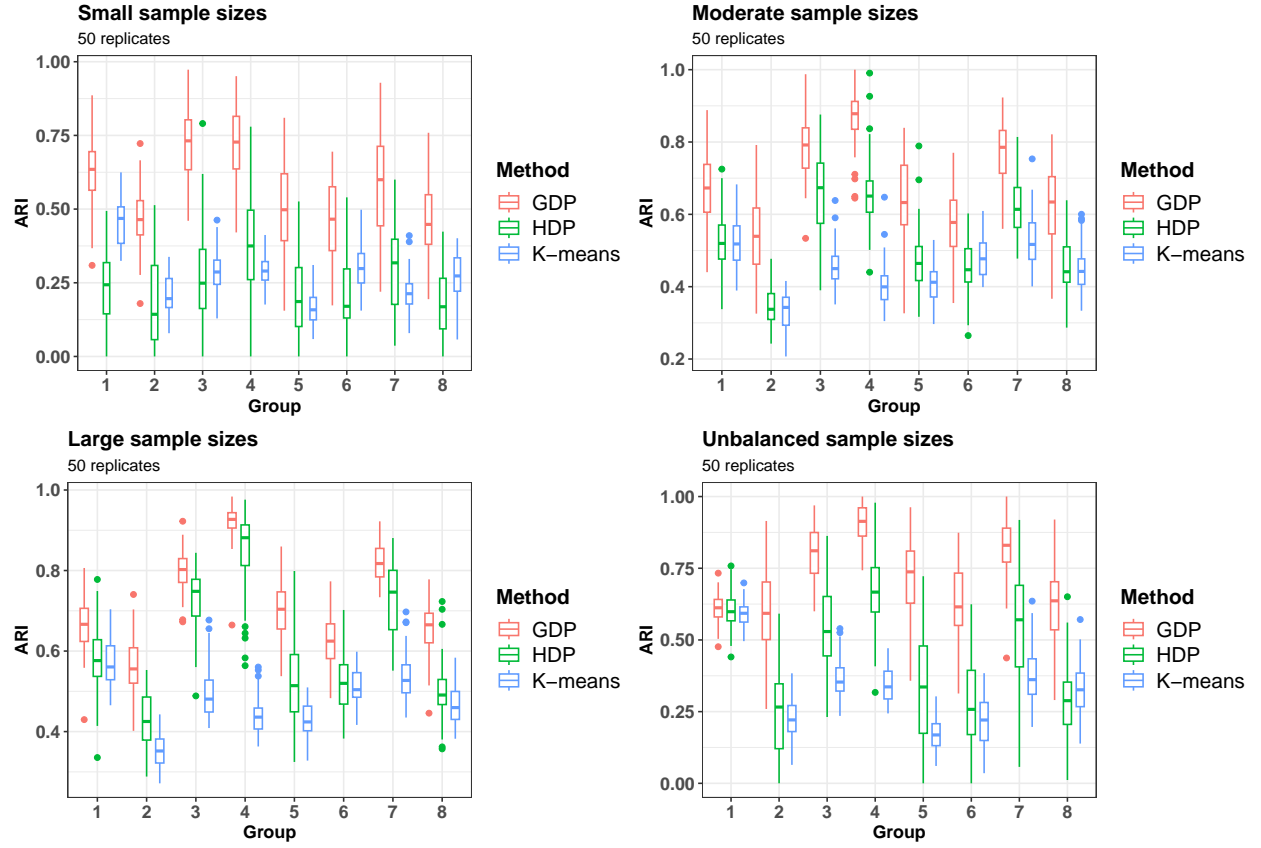 Small sample sizes
50 replicates
1.00
0.75
0.50
0.25
0.00
ARI
1 2 3 4 5 6 7 8
Group
Method
GDP
HDP
K−means
Moderate sample sizes
50 replicates
1.0
0.8
0.6
0.4
0.2
ARI
1 2 3 4 5 6 7 8
Group
Method
GDP
HDP
K−means
Large sample sizes
50 replicates
1.0
0.8
0.6
0.4
ARI
1 2 3 4 5 6 7 8
Group
Method
GDP
HDP
K−means
Unbalanced sample sizes
50 replicates
1.00
0.75
0.50
0.25
0.00
ARI
1 2 3 4 5 6 7 8
Group
Method
GDP
HDP
K−means